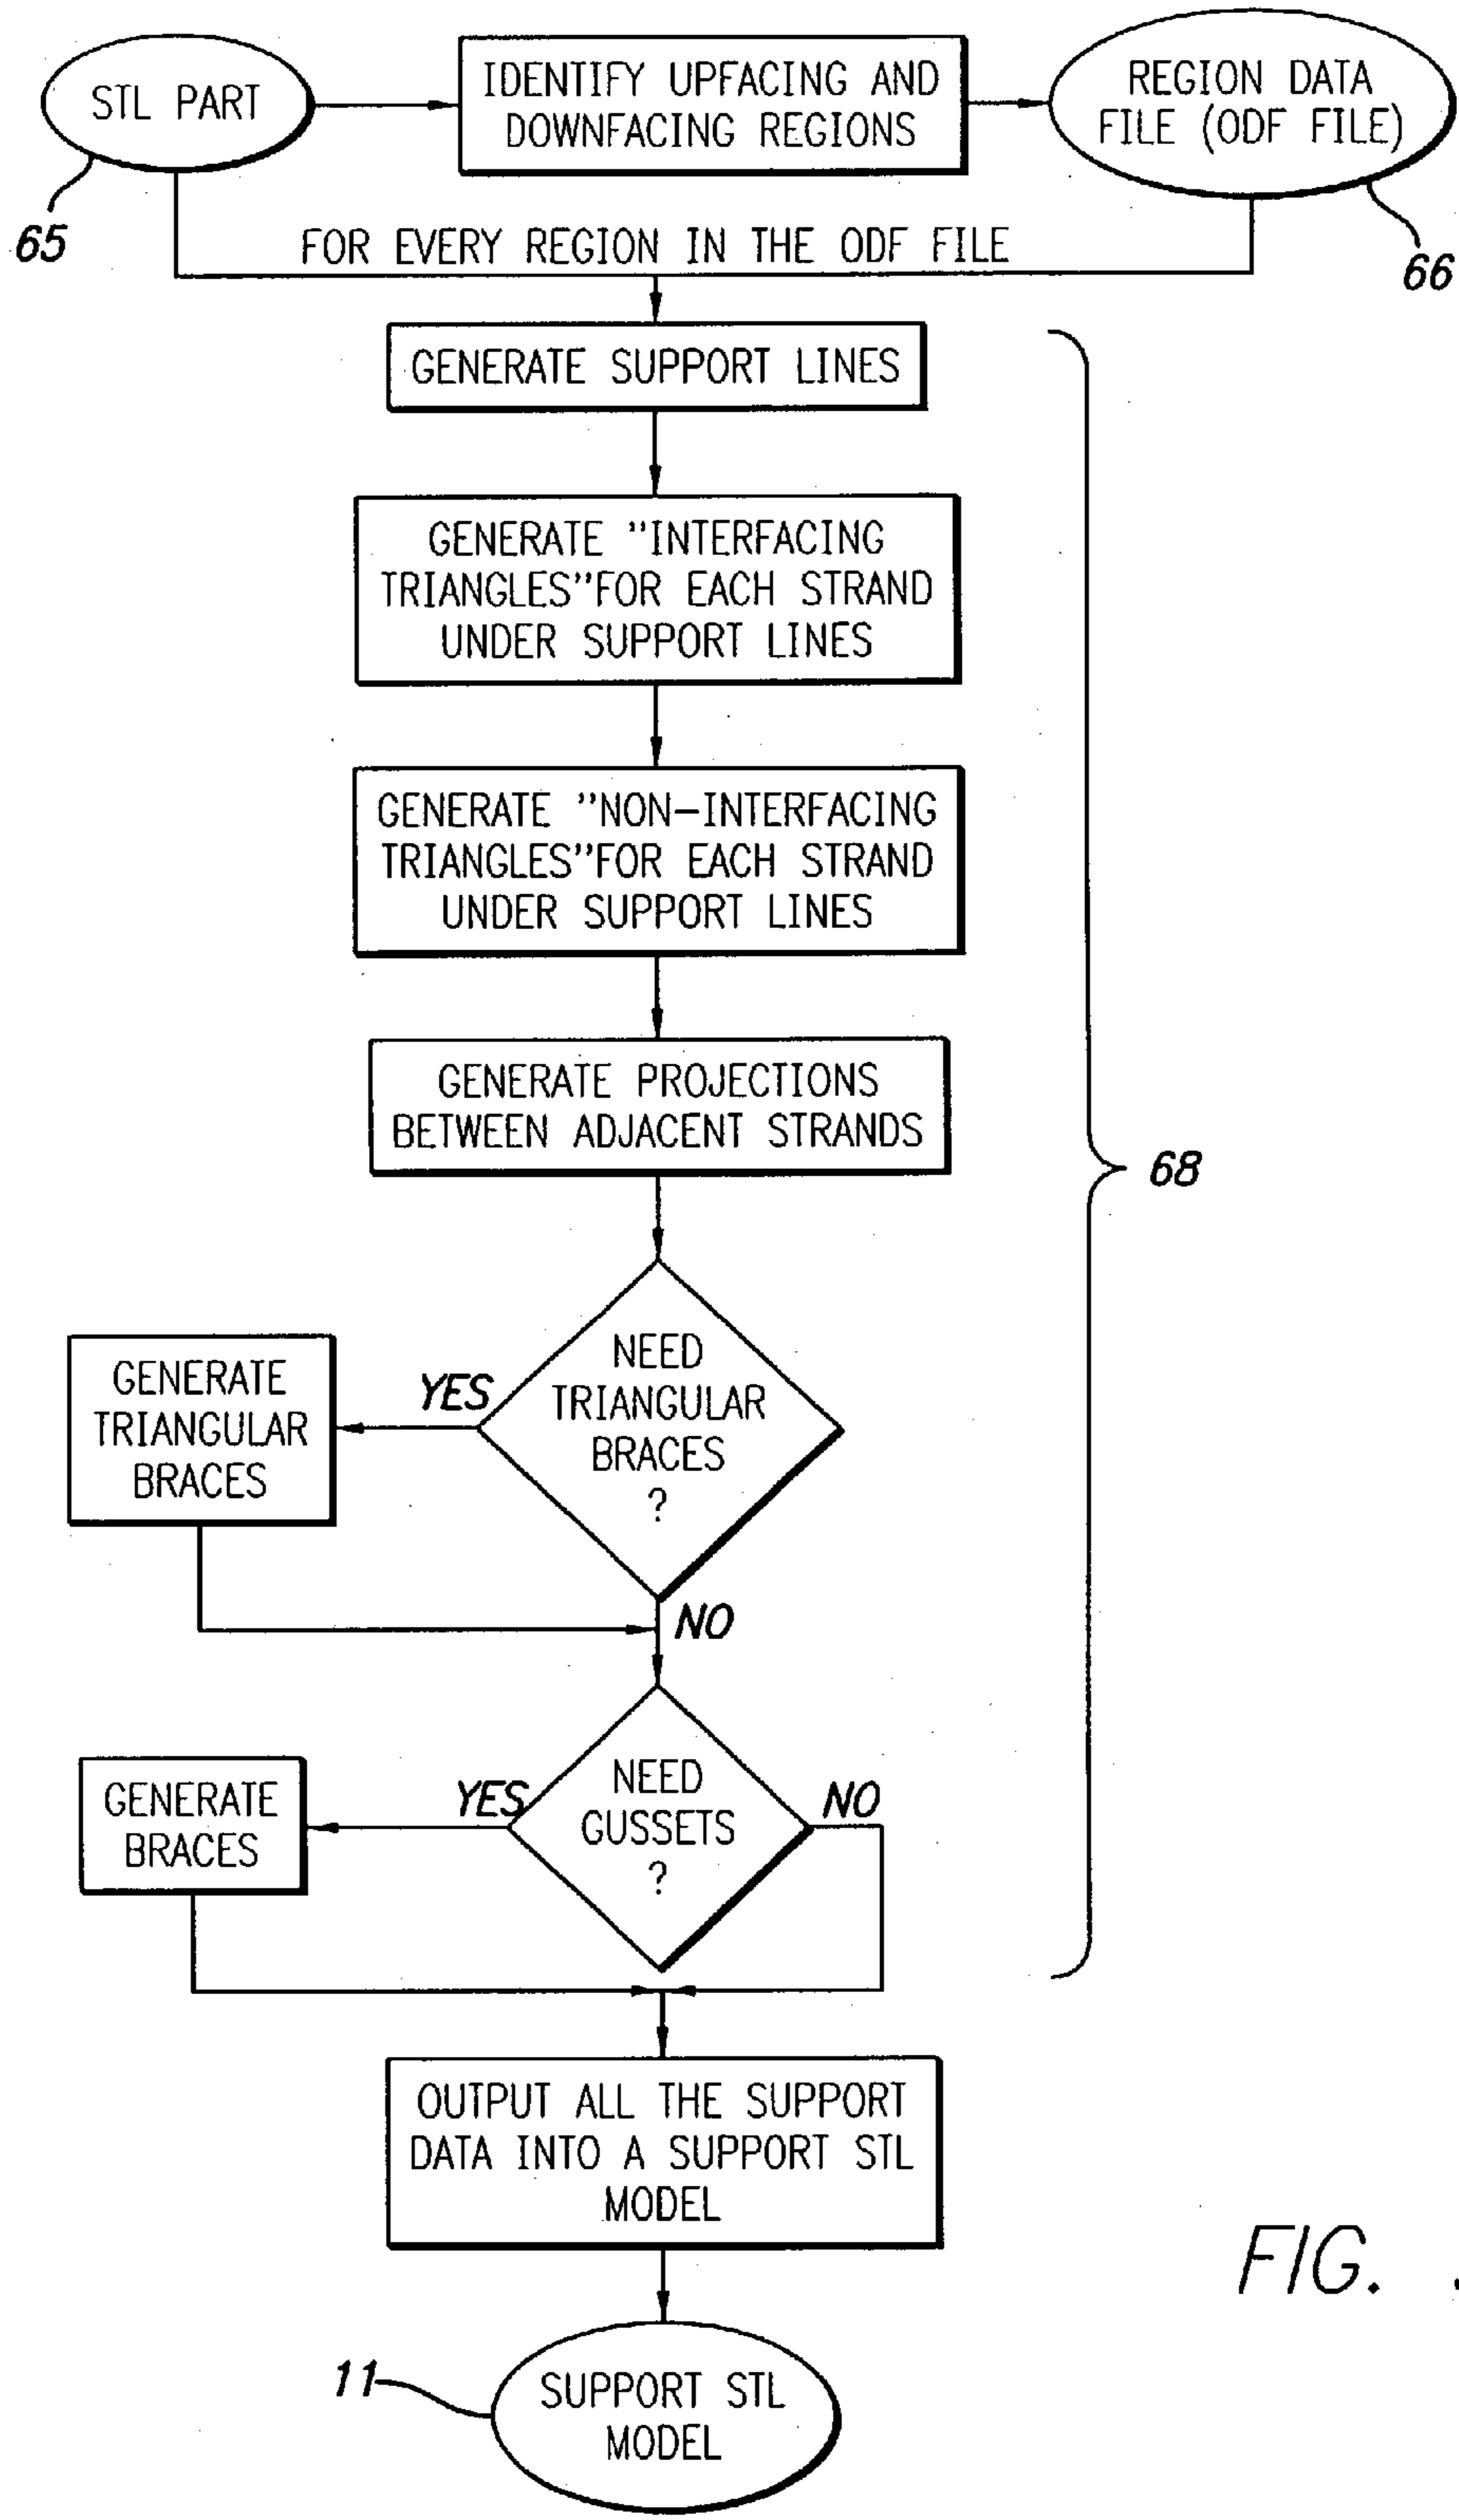 STL PART
IDENTIFY UPFACING AND
DOWNFACING REGIONS
REGION DATA
FILE (ODF FILE)
65
FOR EVERY REGION IN THE ODF FILE
66
GENERATE SUPPORT LINES
GENERATE "INTERFACING
TRIANGLES"FOR EACH STRAND
UNDER SUPPORT LINES
GENERATE "NON-INTERFACING
TRIANGLES"FOR EACH STRAND
UNDER SUPPORT LINES
GENERATE PROJECTIONS
BETWEEN ADJACENT STRANDS
68
NEED
TRIANGULAR
BRACES
?
YES
GENERATE
TRIANGULAR
BRACES
NO
NEED
GUSSETS
?
YES
NO
GENERATE
BRACES
OUTPUT ALL THE SUPPORT
DATA INTO A SUPPORT STL
MODEL
FIG.
11
SUPPORT STL
MODEL